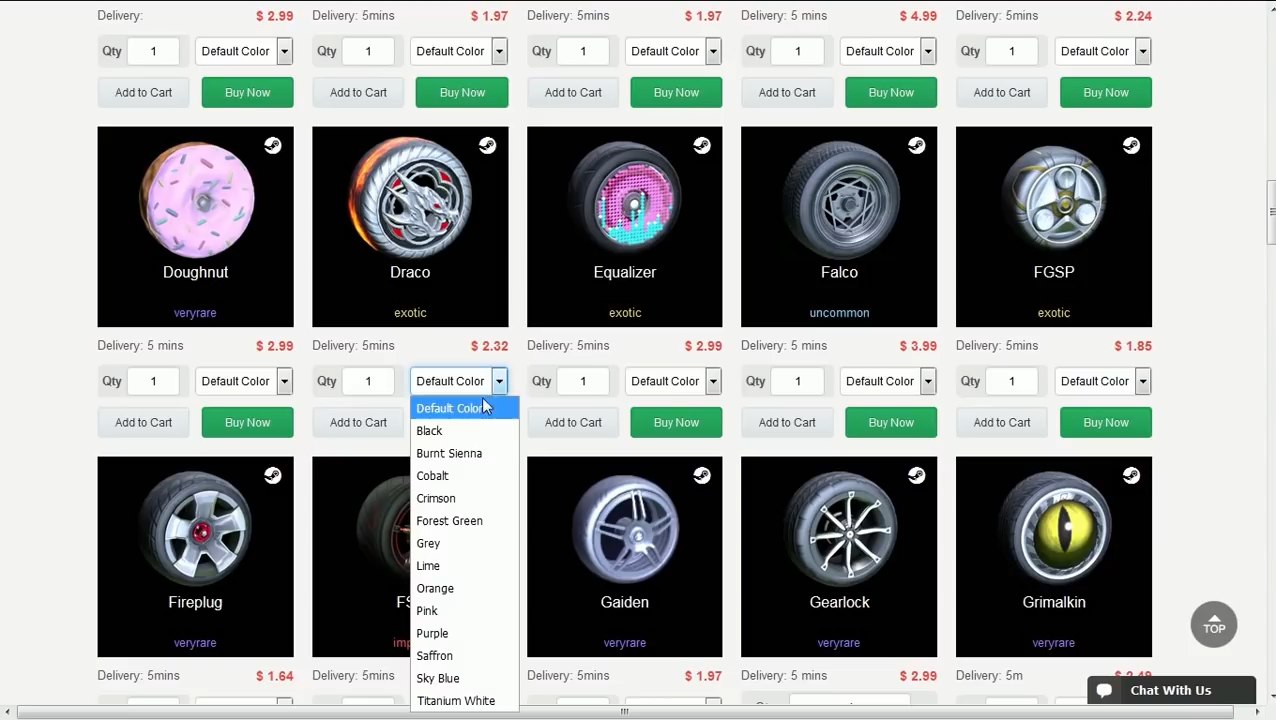 Delivery: $ 2.99 Delivery: 5mins $ 1.97 Delivery: 5mins $ 1.97 Delivery: 5 mins $ 4.99 Delivery: 5mins $ 2.24
Qty 1 Default Color Qty 1 Default Color Qty 1 Default Color Qty 1 Default Color Qty 1 Default Color
Add to Cart Buy Now Add to Cart Buy Now Add to Cart Buy Now Add to Cart Buy Now Add to Cart Buy Now
Doughnut Draco Equalizer Falco FGSP
veryrare exotic exotic uncommon exotic
Delivery: 5 mins $ 2.99 Delivery: 5mins $ 2.32 Delivery: 5mins $ 2.99 Delivery: 5 mins $ 3.99 Delivery: 5mins $ 1.85
Qty 1 Default Color Qty 1 Default Color Qty 1 Default Color Qty 1 Default Color Qty 1 Default Color
Add to Cart Buy Now Add to Cart Add to Cart Buy Now Add to Cart Buy Now Add to Cart Buy Now
Default Color
Black
Burnt Sienna
Cobalt
Crimson
Forest Green
Grey
Lime
Orange
Pink
Purple
Saffron
Sky Blue
Titanium White
Fireplug Gaiden Gearlock Grimalkin
veryrare veryrare veryrare veryrare
TOP
Delivery: 5mins $ 1.64 Delivery: 5mins $ 1.97 Delivery: 5mins $ 2.99 Delivery: 5m
Chat With Us